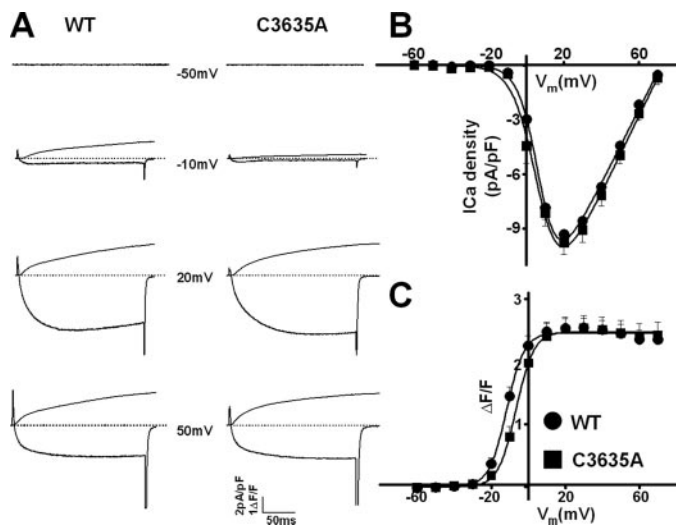 A
WT
C3635A
-50mV
-10mV
20mV
50mV
2pA/pF
1ΔF/F
50ms
B
-60
-40
-20
20
40
60
Vm(mV)
-3
-6
-9
ICa density
(pA/pF)
C
3
2
1
ΔF/F
WT
C3635A
-60
-40
-20
20
60
Vm(mV)